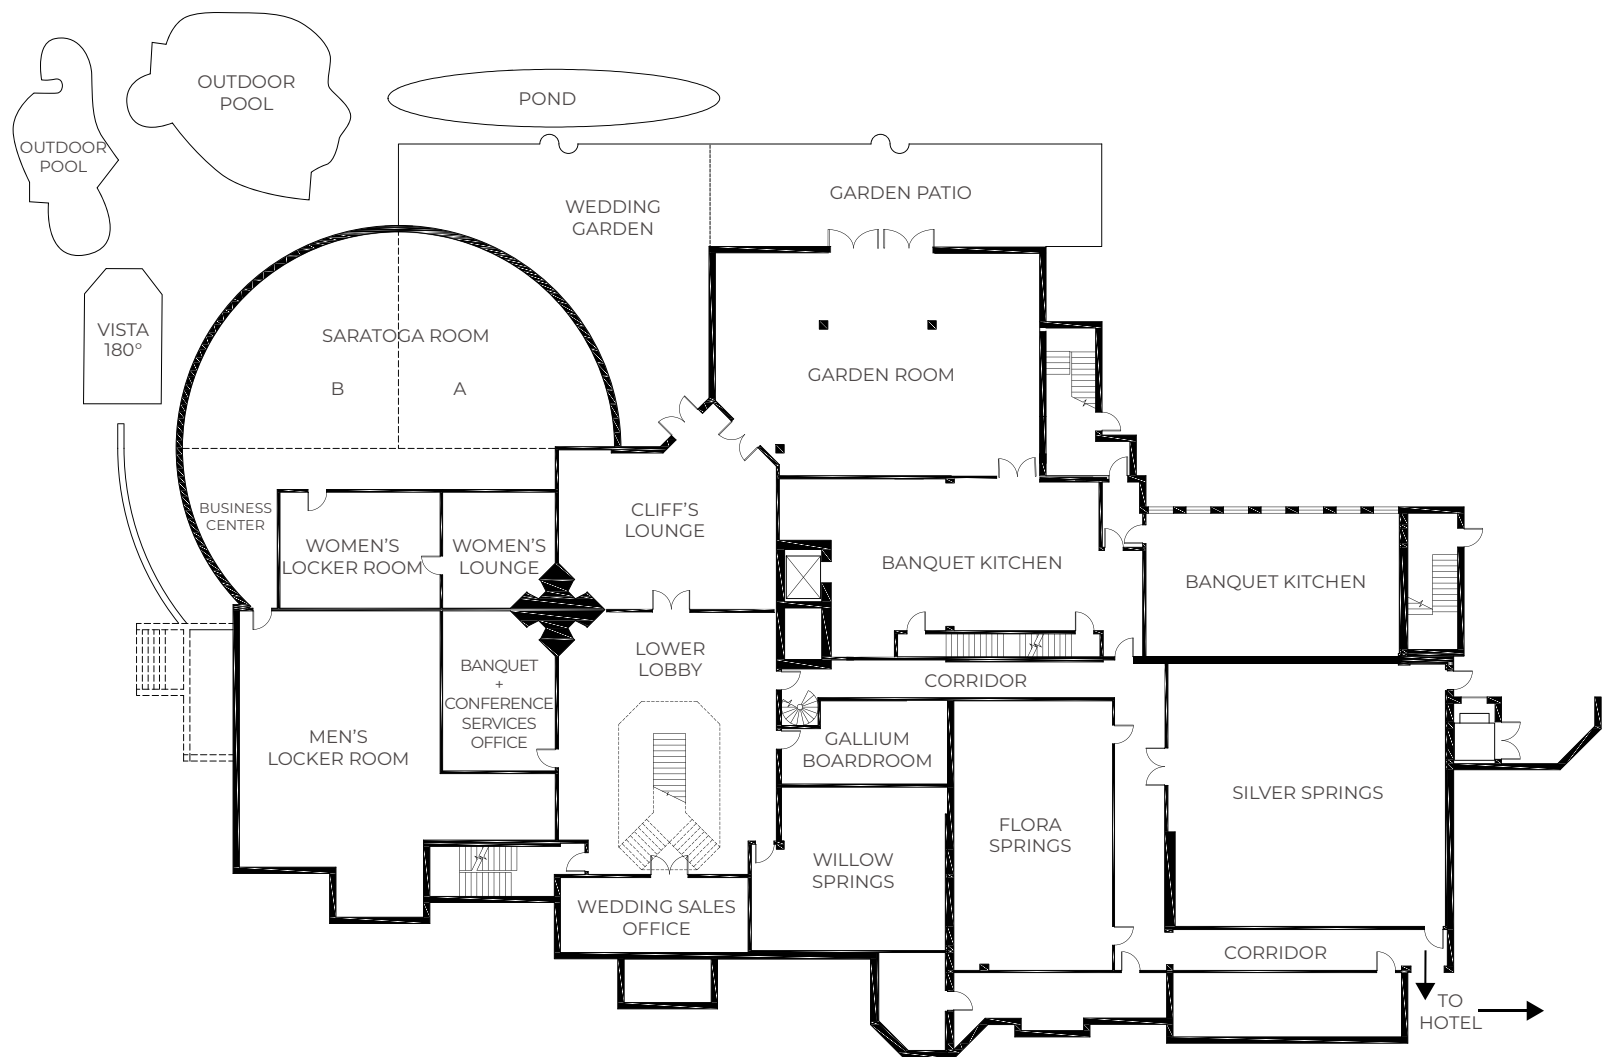 OUTDOOR
POOL
POND
OUTDOOR
POOL
GARDEN PATIO
WEDDING
GARDEN
VISTA
180°
SARATOGA ROOM
B
A
GARDEN ROOM
BUSINESS
CENTER
CLIFF'S
LOUNGE
WOMEN'S
LOCKER ROOM
WOMEN'S
LOUNGE
BANQUET KITCHEN
BANQUET KITCHEN
LOWER
LOBBY
BANQUET
+
CONFERENCE
SERVICES
OFFICE
CORRIDOR
MEN'S
LOCKER ROOM
GALLIUM
BOARDROOM
SILVER SPRINGS
FLORA
SPRINGS
WILLOW
SPRINGS
WEDDING SALES
OFFICE
CORRIDOR
TO
HOTEL